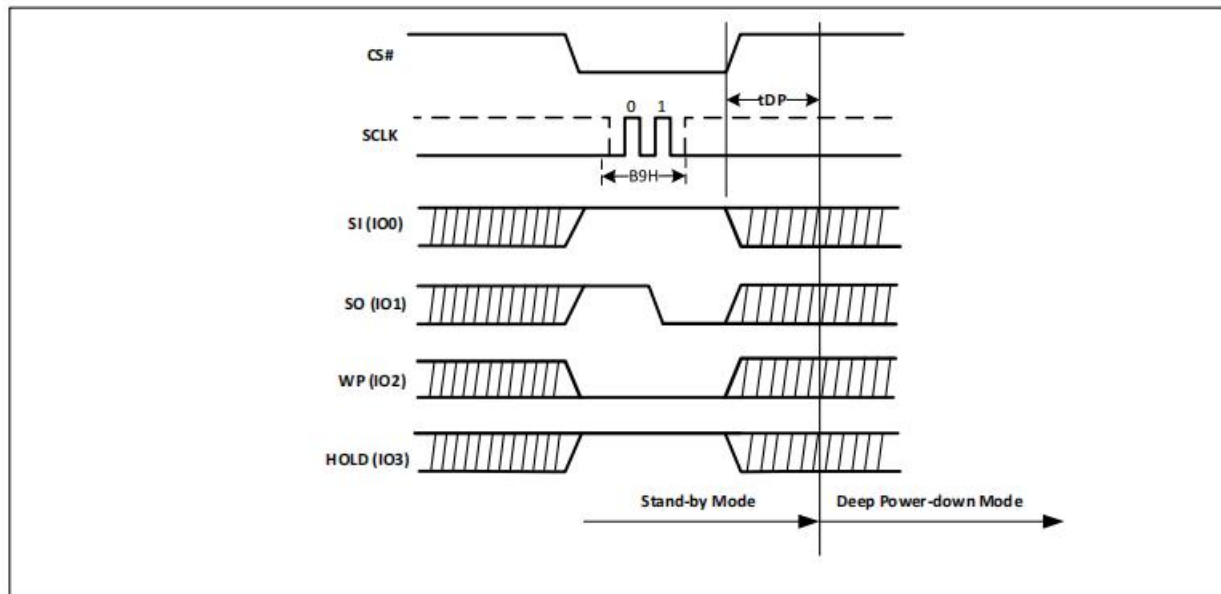 CS#
tDP
0 1
SCLK
B9H
SI (IO0)
SO (IO1)
WP (IO2)
HOLD (IO3)
Stand-by Mode Deep Power-down Mode